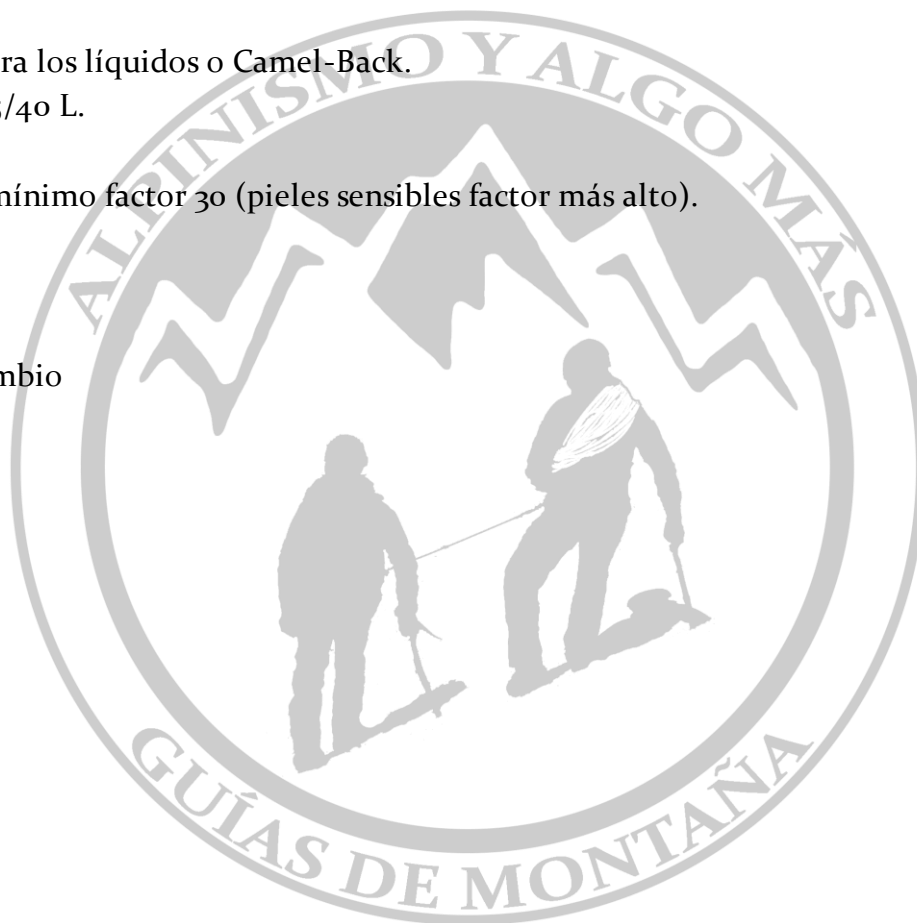 ra los líquidos o Camel-Back.
/40 L.
mínimo factor 30 (pieles sensibles factor más alto).
mbio
ALPINISMO Y ALGO MÁS
GUÍAS DE MONTAÑA